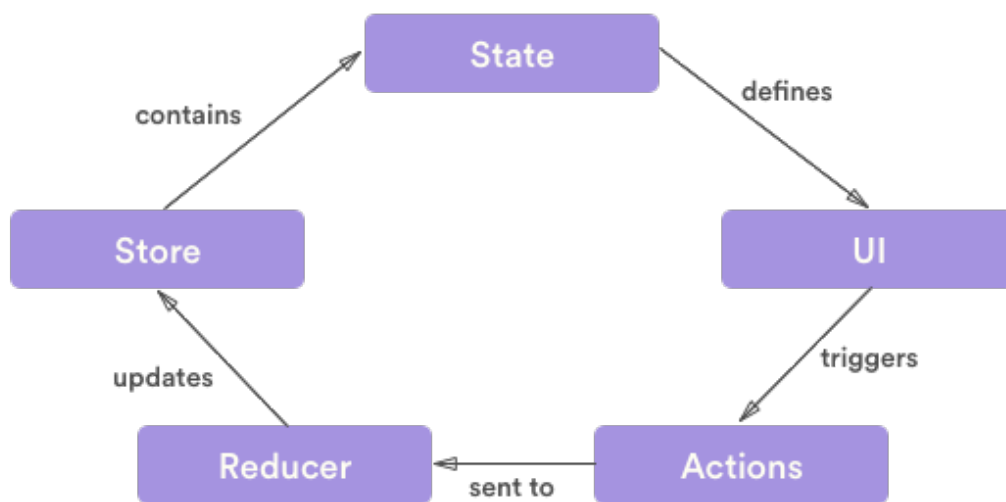 State
defines
contains
Store
UI
triggers
updates
Reducer
sent to
Actions